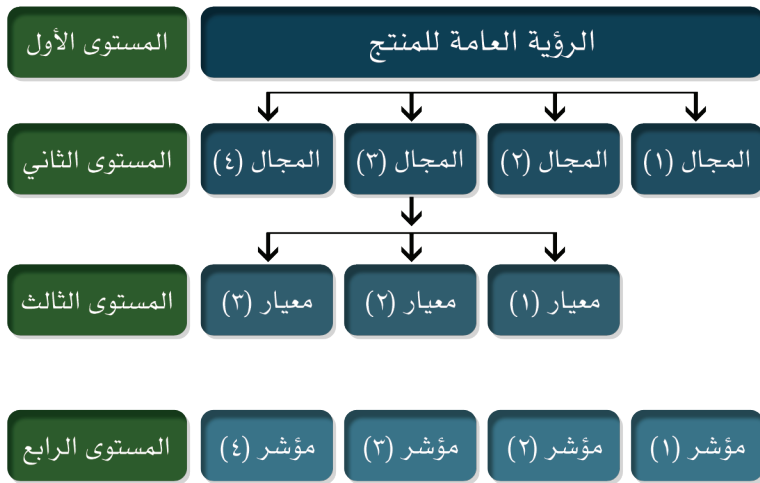 المستوى الأول
الرؤية العامة للمنتج
المستوى الثاني
المجال (١)
المجال (٢)
المجال (٣)
المجال (٤)
المستوى الثالث
معيار (١)
معيار (٢)
معيار (٣)
المستوى الرابع
مؤشر (١)
مؤشر (٢)
مؤشر (٣)
مؤشر (٤)